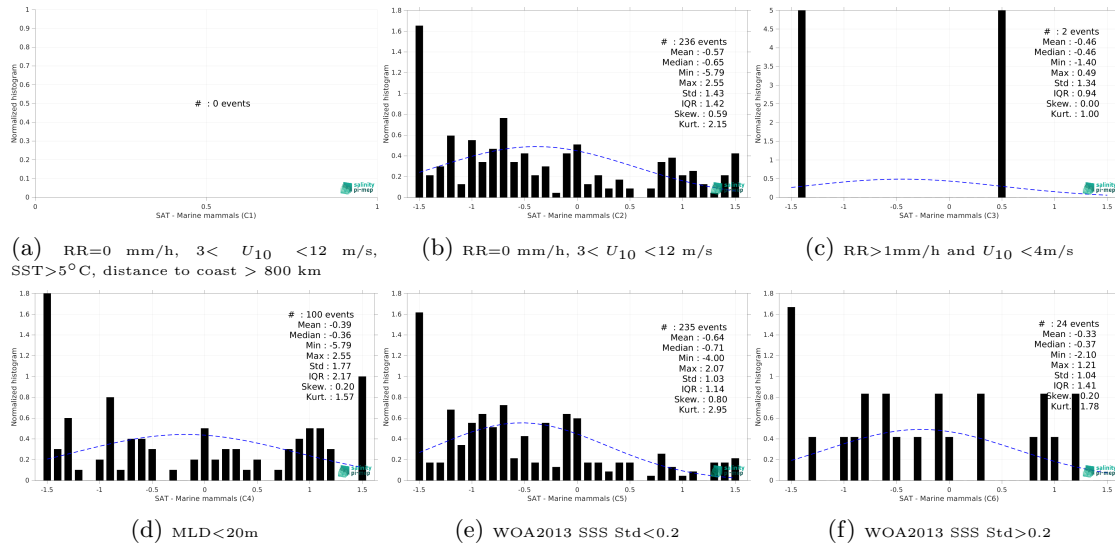 1
0.9
0.8
0.7
0.6
0.5
0.4
0.3
0.2
0.1
0
Normalized histogram
# : 0 events
salinity
pi-mep
0 0.5 1
SAT - Marine mammals (C1)
(a) RR=0 mm/h, 3< U10 <12 m/s,
SST>5°C, distance to coast > 800 km
1.8
1.6
1.4
1.2
1
0.8
0.6
0.4
0.2
0
Normalized histogram
# : 236 events
Mean : -0.57
Median : -0.65
Min : -5.79
Max : 2.55
Std : 1.43
IQR : 1.42
Skew. : 0.59
Kurt. : 2.15
salinity
pi-mep
-1.5 -1 -0.5 0 0.5 1 1.5
SAT - Marine mammals (C2)
(b) RR=0 mm/h, 3< U10 <12 m/s
5
4.5
4
3.5
3
2.5
2
1.5
1
0.5
0
Normalized histogram
# : 2 events
Mean : -0.46
Median : -0.46
Min : -1.40
Max : 0.49
Std : 1.34
IQR : 0.94
Skew. : 0.00
Kurt. : 1.00
salinity
pi-mep
-1.5 -1 -0.5 0 0.5 1 1.5
SAT - Marine mammals (C3)
(c) RR>1mm/h and U10 <4m/s
1.8
1.6
1.4
1.2
1
0.8
0.6
0.4
0.2
0
Normalized histogram
# : 100 events
Mean : -0.39
Median : -0.36
Min : -5.79
Max : 2.55
Std : 1.77
IQR : 2.17
Skew. : 0.20
Kurt. : 1.57
salinity
pi-mep
-1.5 -1 -0.5 0 0.5 1 1.5
SAT - Marine mammals (C4)
(d) MLD<20m
1.8
1.6
1.4
1.2
1
0.8
0.6
0.4
0.2
0
Normalized histogram
# : 235 events
Mean : -0.64
Median : -0.71
Min : -4.00
Max : 2.07
Std : 1.03
IQR : 1.14
Skew. : 0.80
Kurt. : 2.95
salinity
pi-mep
-1.5 -1 -0.5 0 0.5 1 1.5
SAT - Marine mammals (C5)
(e) WOA2013 SSS Std<0.2
1.8
1.6
1.4
1.2
1
0.8
0.6
0.4
0.2
0
Normalized histogram
# : 24 events
Mean : -0.33
Median : -0.37
Min : -2.10
Max : 1.21
Std : 1.04
IQR : 1.41
Skew. : 0.20
Kurt. : 1.78
salinity
pi-mep
-1.5 -1 -0.5 0 0.5 1 1.5
SAT - Marine mammals (C6)
(f) WOA2013 SSS Std>0.2